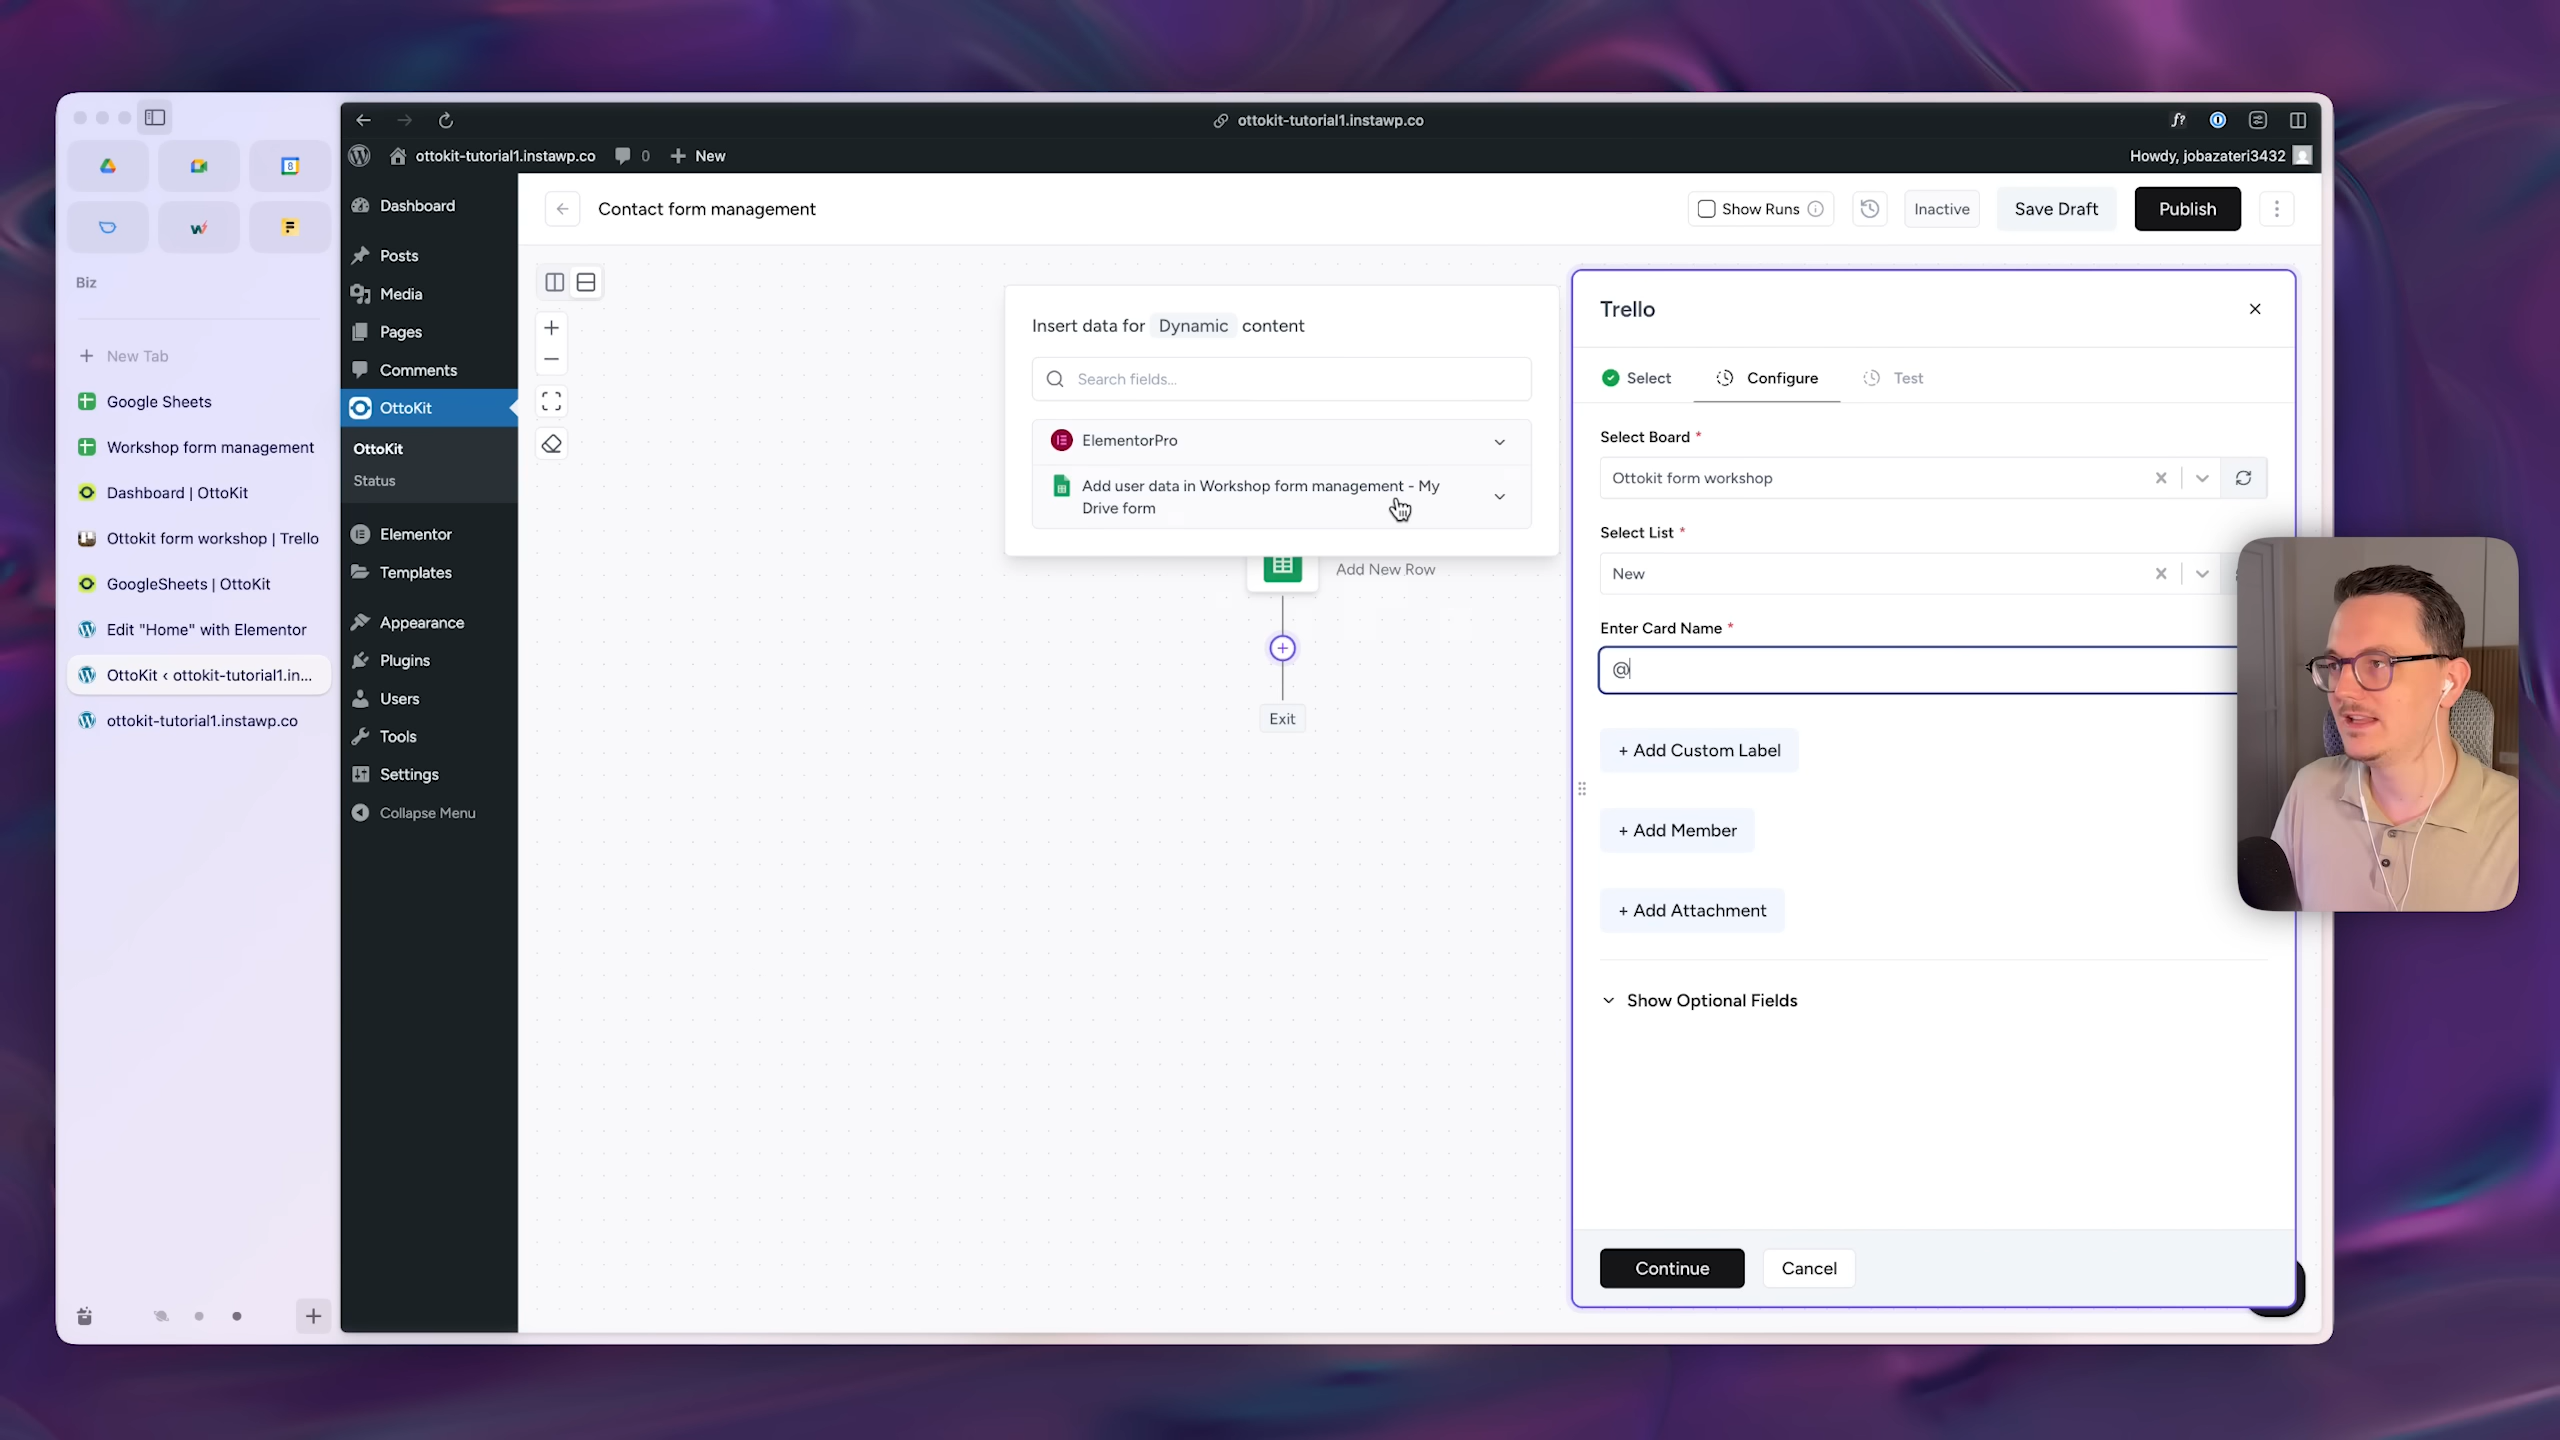 Biz
New Tab
Google Sheets
Workshop form management
Dashboard | OttoKit
Ottokit form workshop | Trello
GoogleSheets | OttoKit
Edit "Home" with Elementor
OttoKit ‹ ottokit-tutorial1.in...
ottokit-tutorial1.instawp.co
ottokit-tutorial1.instawp.co
f?
ottokit-tutorial1.instawp.co
0
New
Howdy, jobazateri3432
Dashboard
Posts
Media
Pages
Comments
OttoKit
OttoKit
Status
Elementor
Templates
Appearance
Plugins
Users
Tools
Settings
Collapse Menu
Contact form management
Show Runs
Inactive
Save Draft
Publish
Insert data for Dynamic content
Search fields...
ElementorPro
Add user data in Workshop form management - My
Drive form
Add New Row
Exit
Trello
Select
Configure
Test
Select Board *
Ottokit form workshop
Select List *
New
Enter Card Name *
@
+ Add Custom Label
+ Add Member
+ Add Attachment
Show Optional Fields
Continue
Cancel